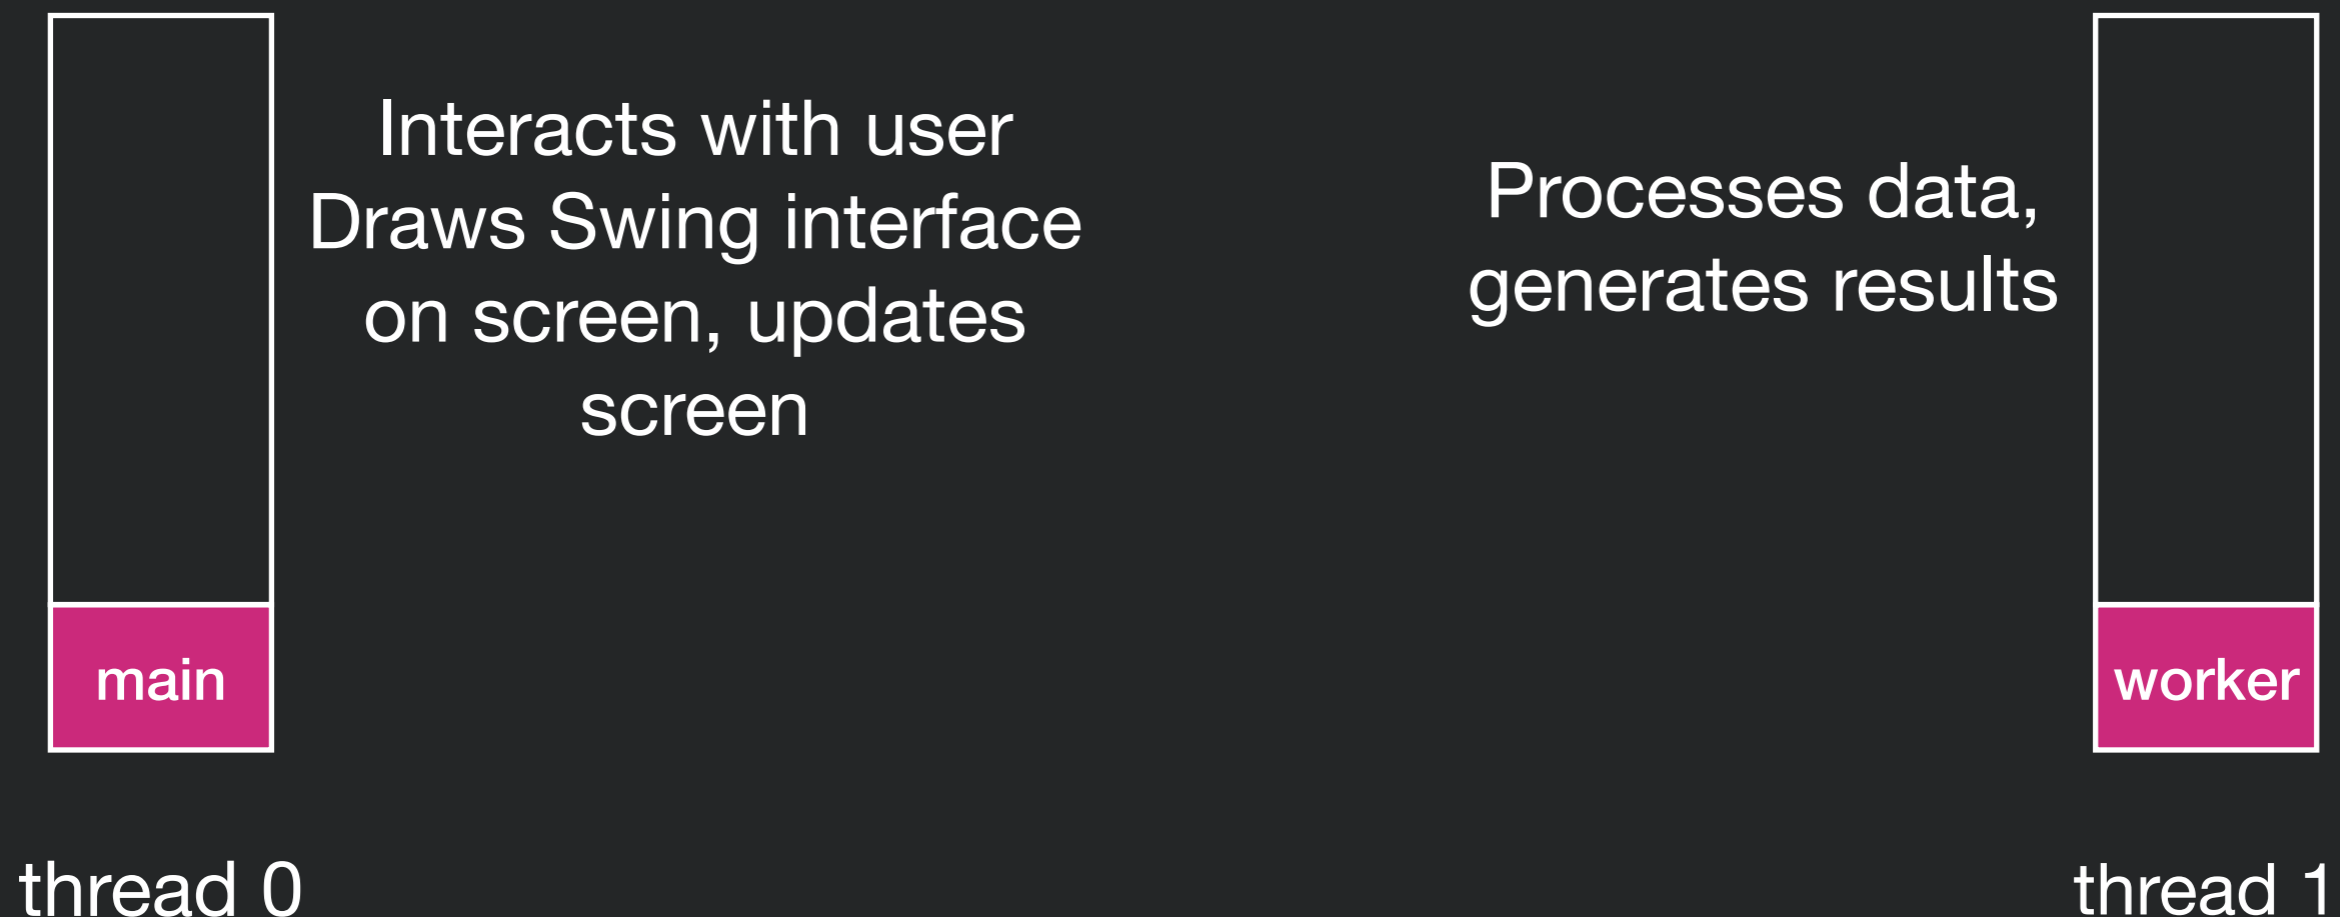 Interacts with user
Draws Swing interface
on screen, updates
screen
Processes data,
generates results
main
worker
thread 0
thread 1